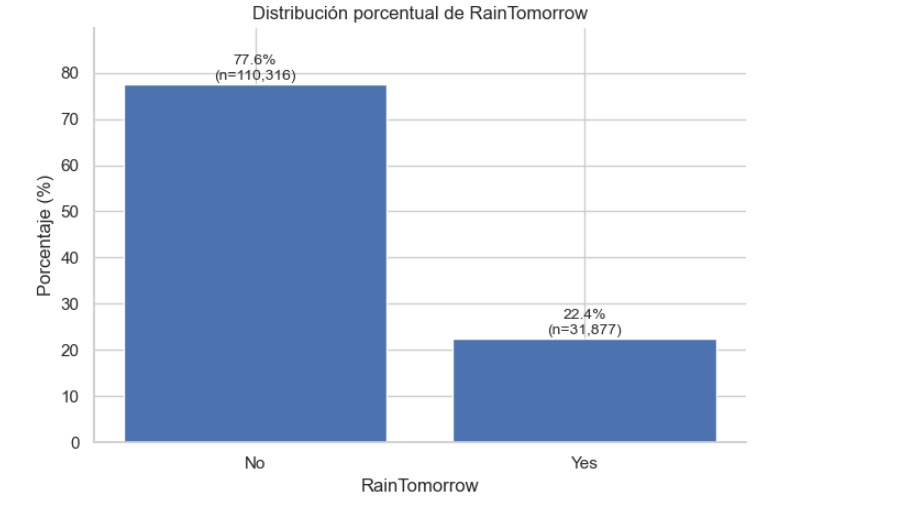 Distribución porcentual de RainTomorrow
77.6%
(n=110,316)
22.4%
(n=31,877)
Porcentaje (%)
80
70
60
50
40
30
20
10
0
No
Yes
RainTomorrow